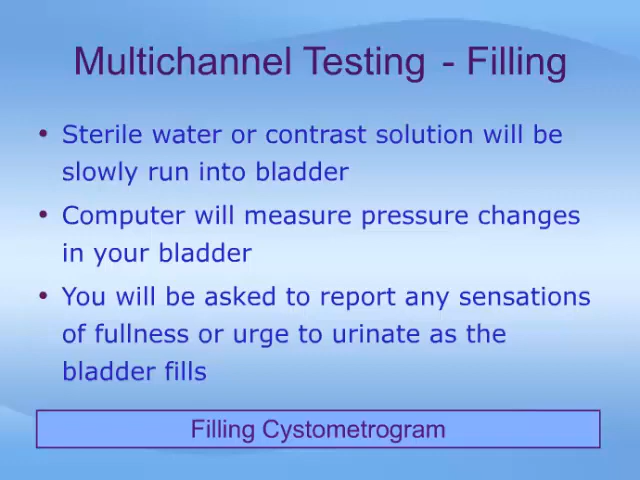 Multichannel Testing - Filling
• Sterile water or contrast solution will be
slowly run into bladder
• Computer will measure pressure changes
in your bladder
• You will be asked to report any sensations
of fullness or urge to urinate as the
bladder fills
Filling Cystometrogram